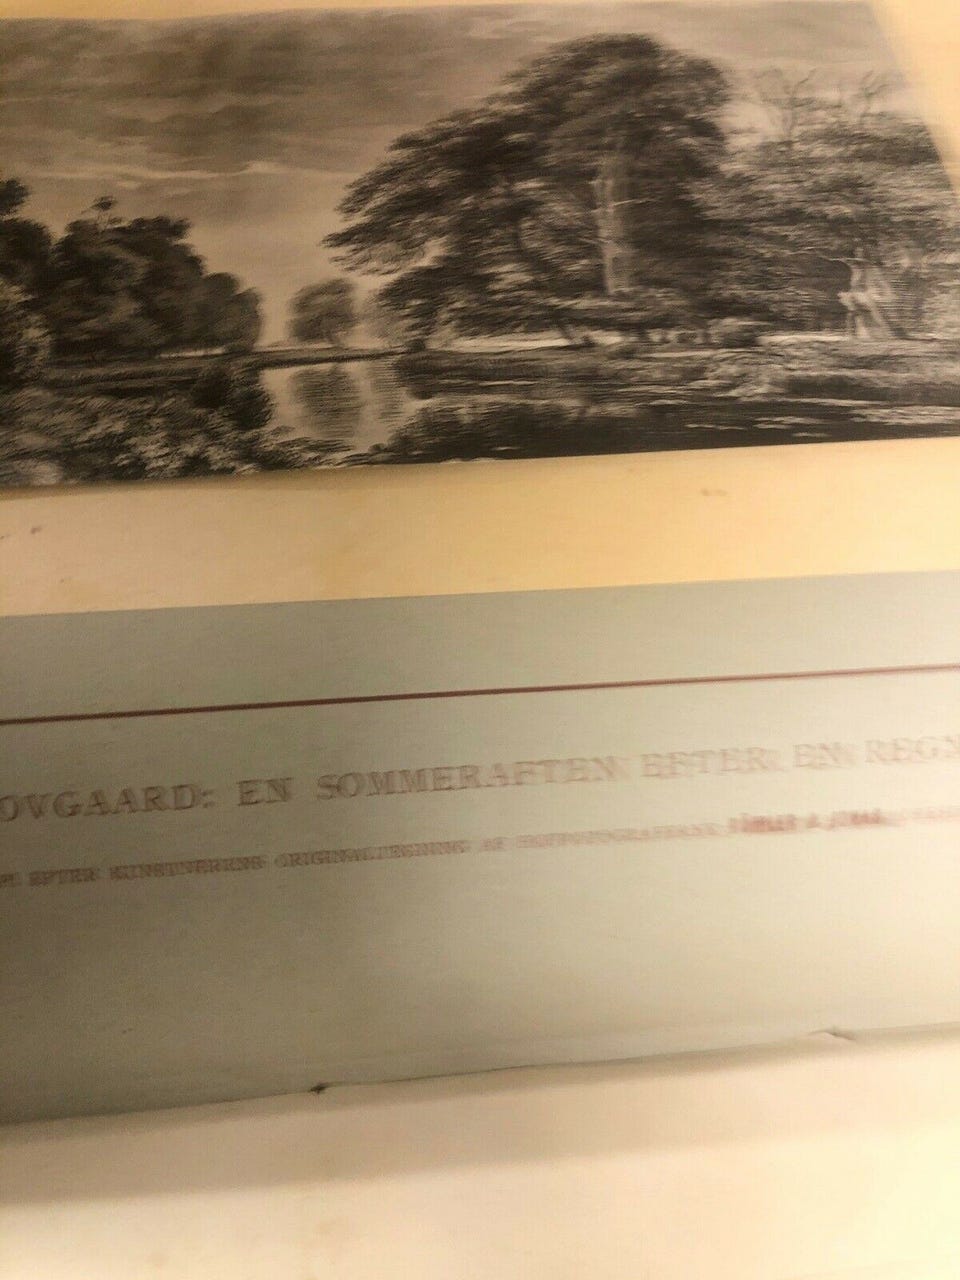 OVGAARD: EN SOMMERAFTEN EFTER EN REGN
EFTER KUNSTNERENS ORIGINALTEGNING AF HOFFOTOGRAFERNE